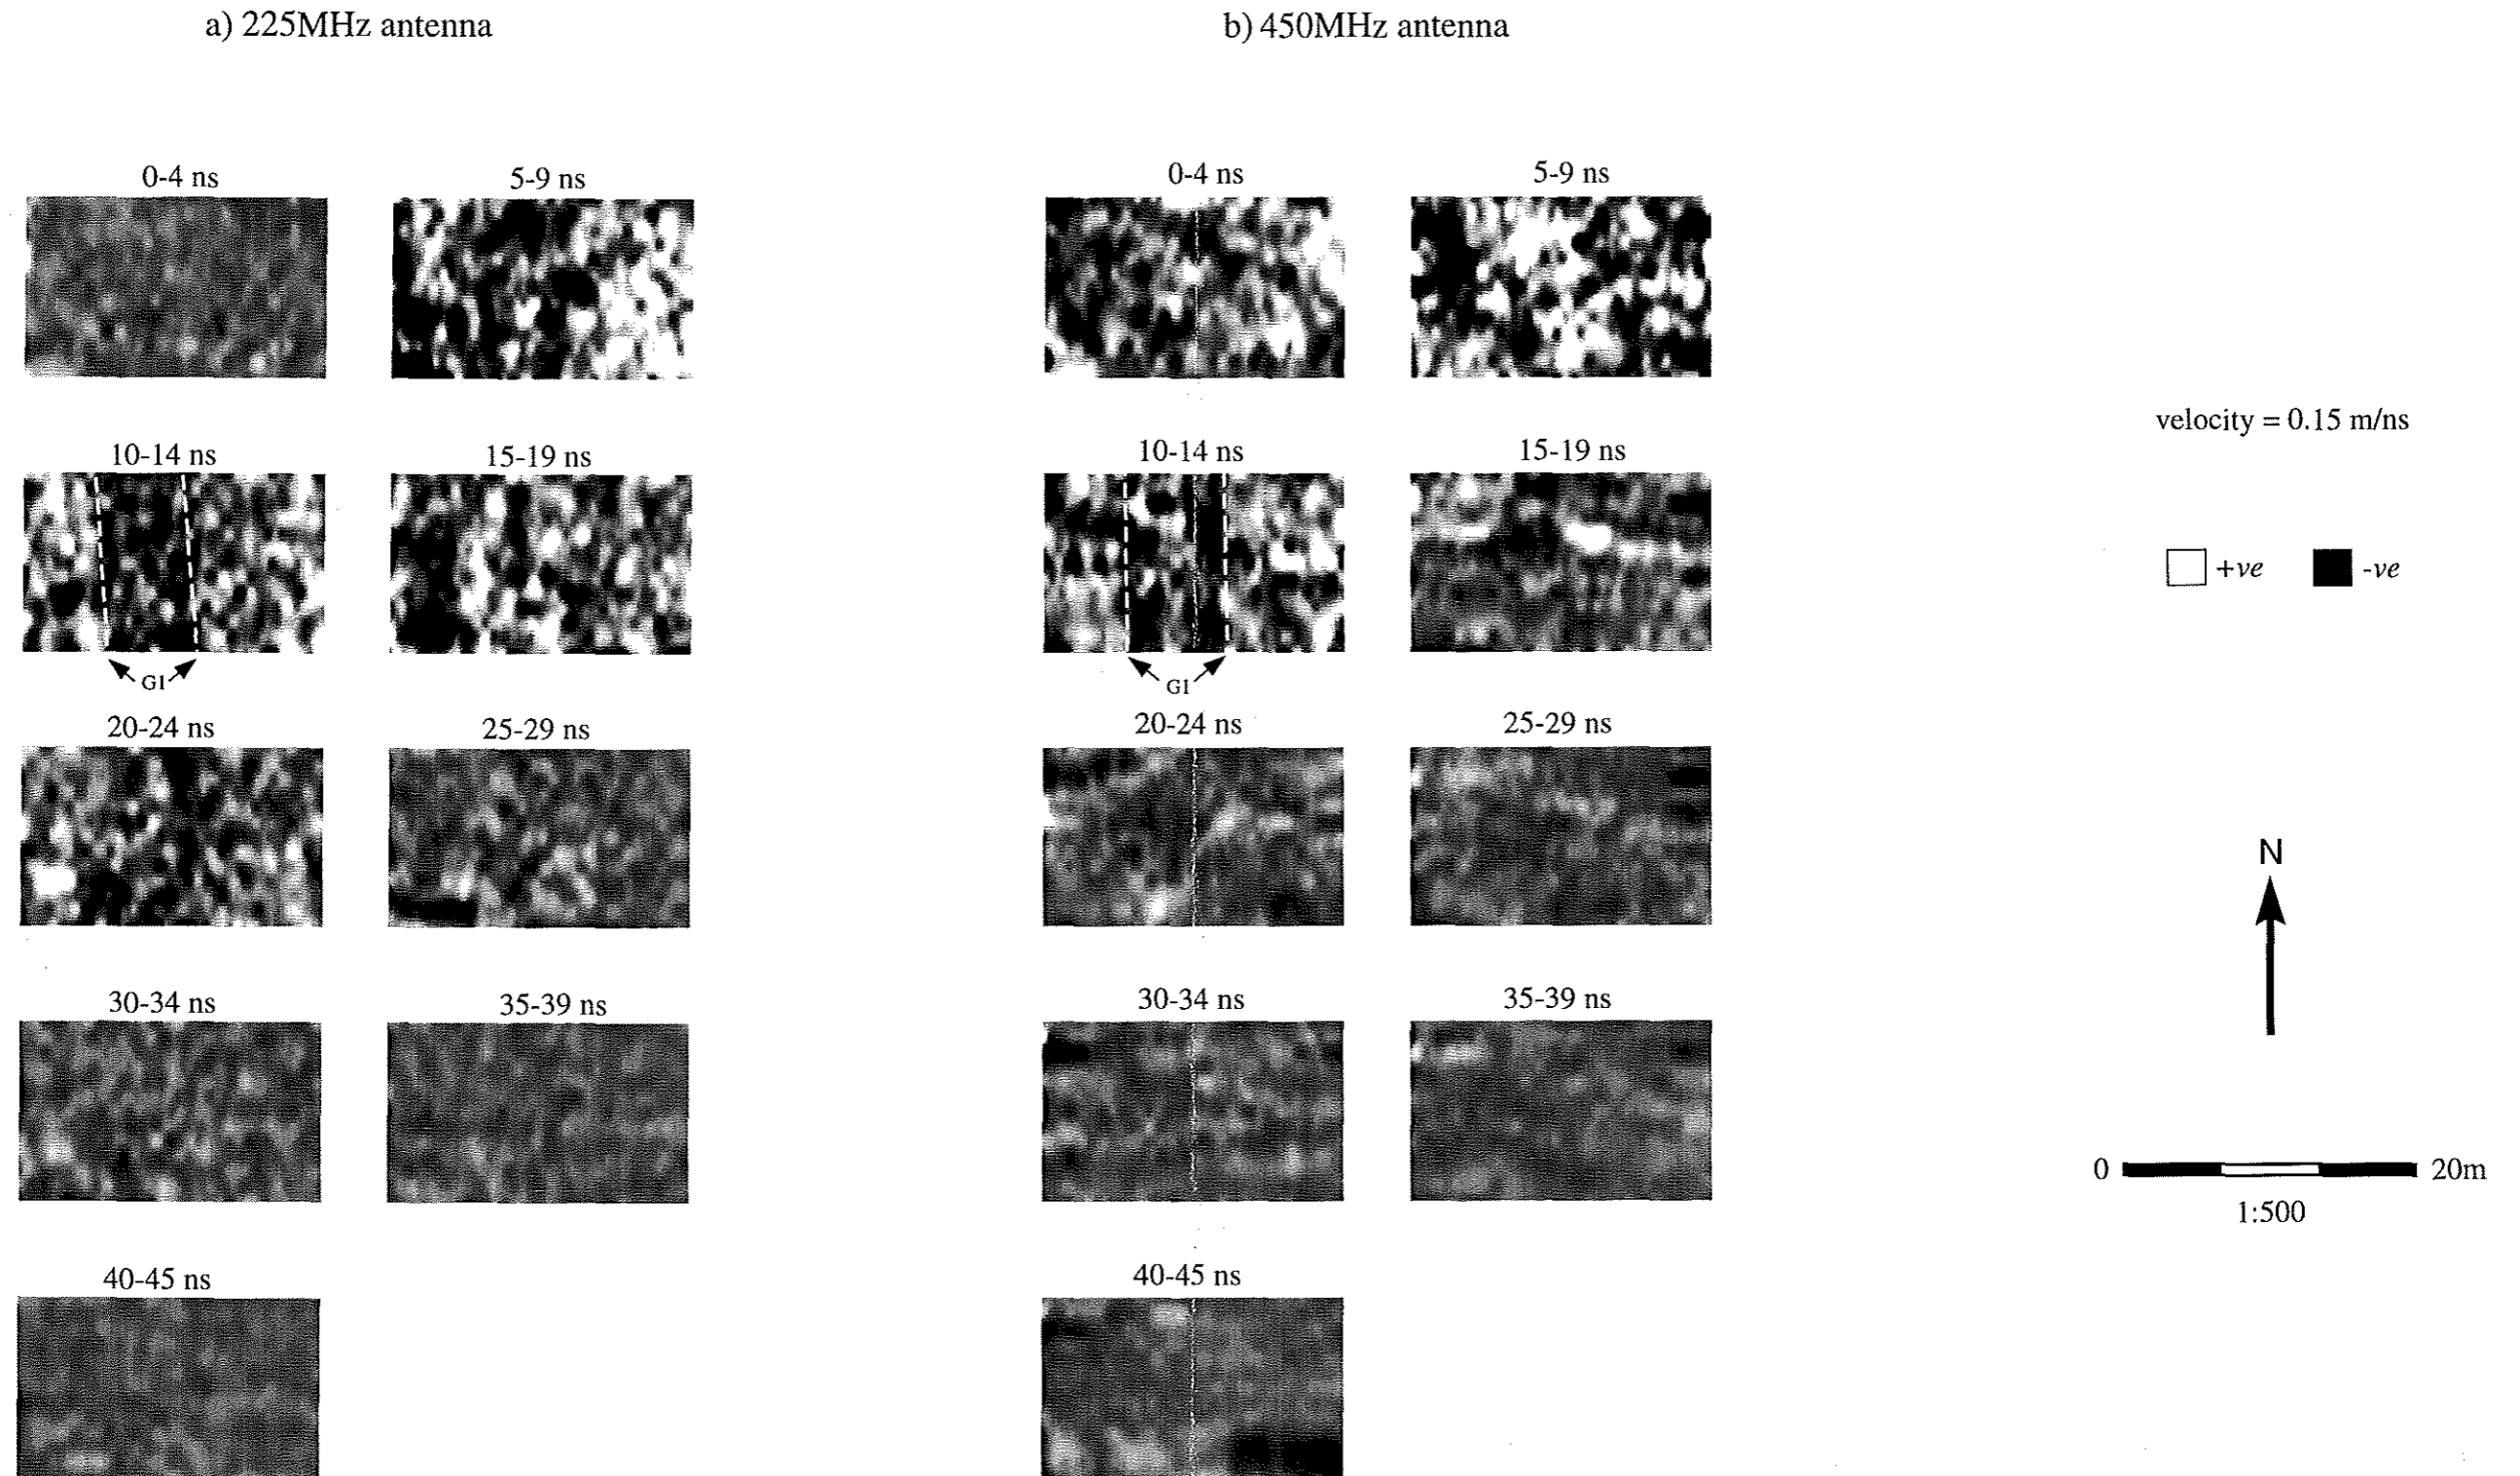 a) 225MHz antenna
b) 450MHz antenna
0-4 ns
5-9 ns
10-14 ns
15-19 ns
G1
20-24 ns
25-29 ns
30-34 ns
35-39 ns
40-45 ns
0-4 ns
5-9 ns
10-14 ns
15-19 ns
G1
20-24 ns
25-29 ns
30-34 ns
35-39 ns
40-45 ns
velocity = 0.15 m/ns
+ve -ve
N
0 20m
1:500